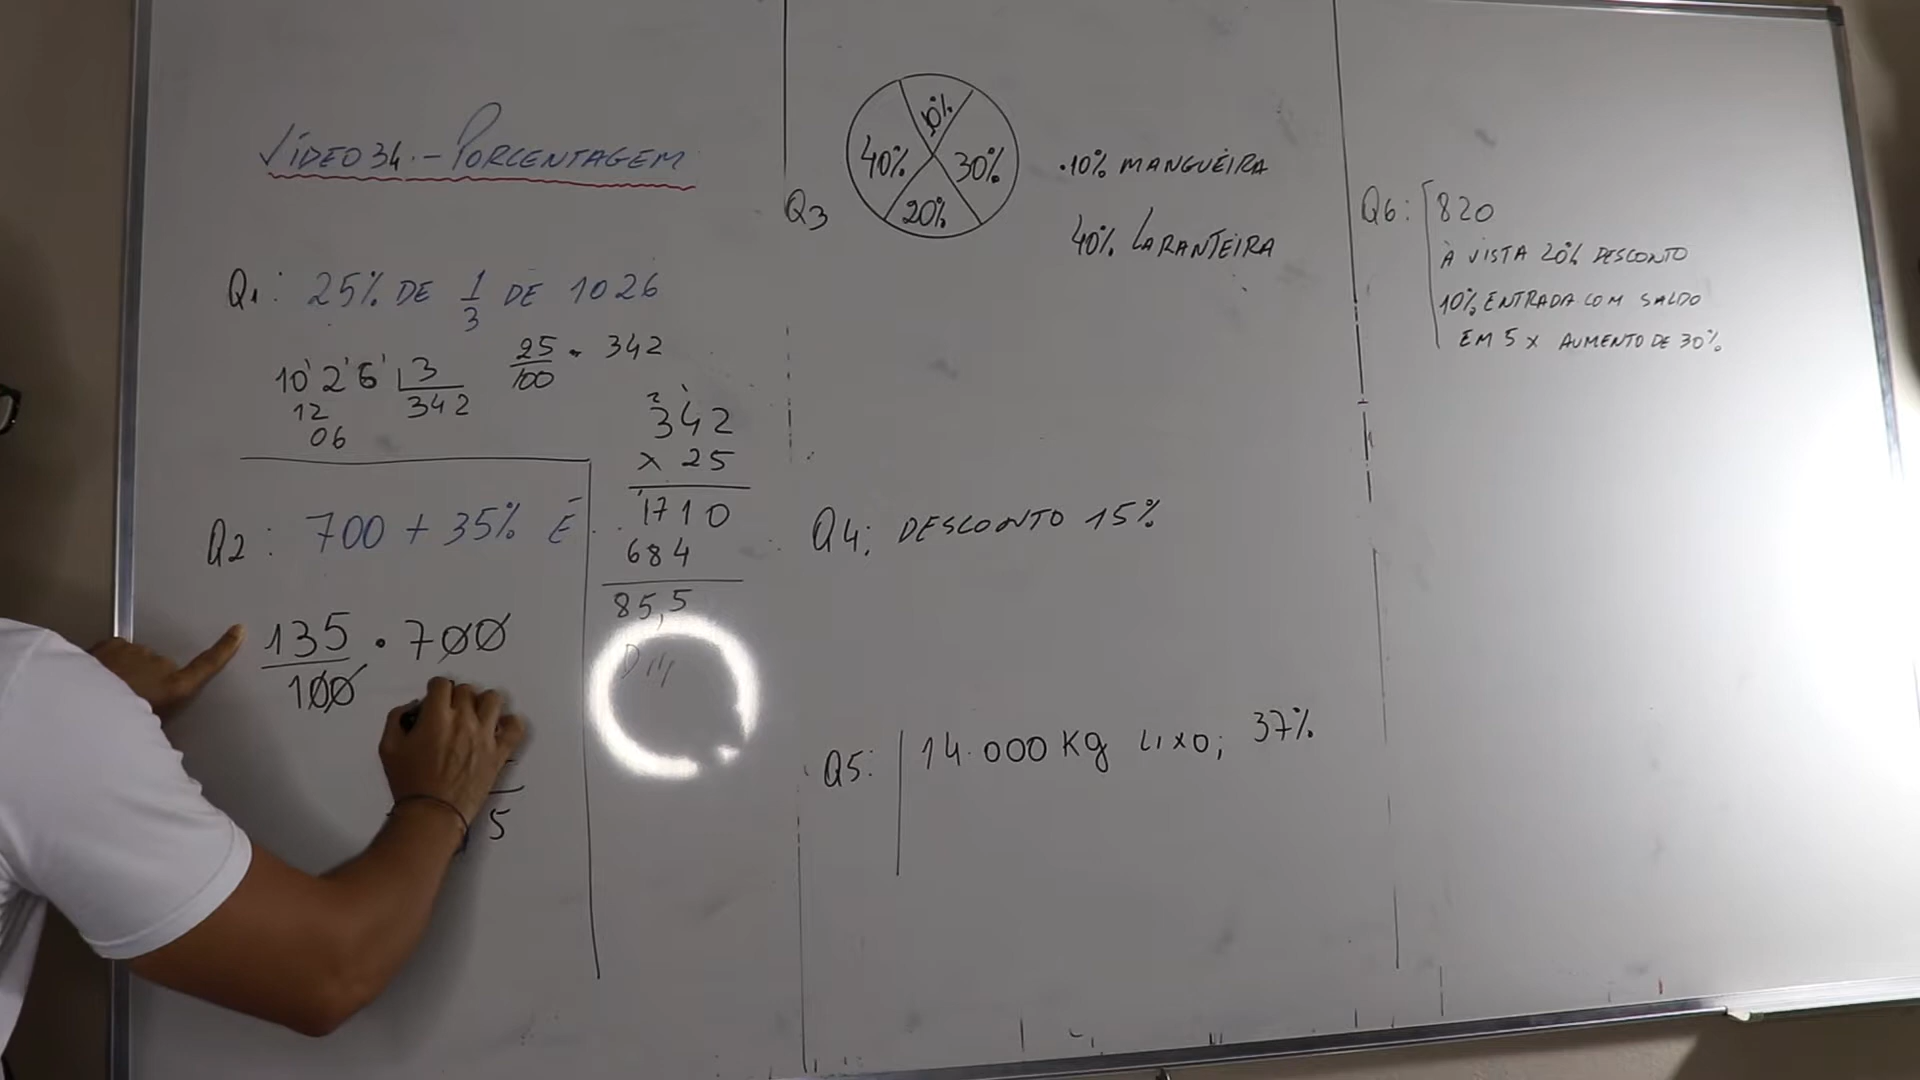 VÍDEO 34.-PORCENTAGEM
Q1: 25% DE 1/3 DE 1026
1026 3
342
12
06
25/100 . 342
342
x 25
1710
684
85,5
D
Q2: 700 + 35% É
135/100 . 700
5
Q3
40% 10% 30% 20%
.10% MANGUEIRA
40% LARANJEIRA
Q4; DESCONTO 15%
Q5: 14.000 Kg LIXO; 37%
Q6: 820
À VISTA 20% DESCONTO
10% ENTRADA COM SALDO
EM 5 X AUMENTO DE 30%